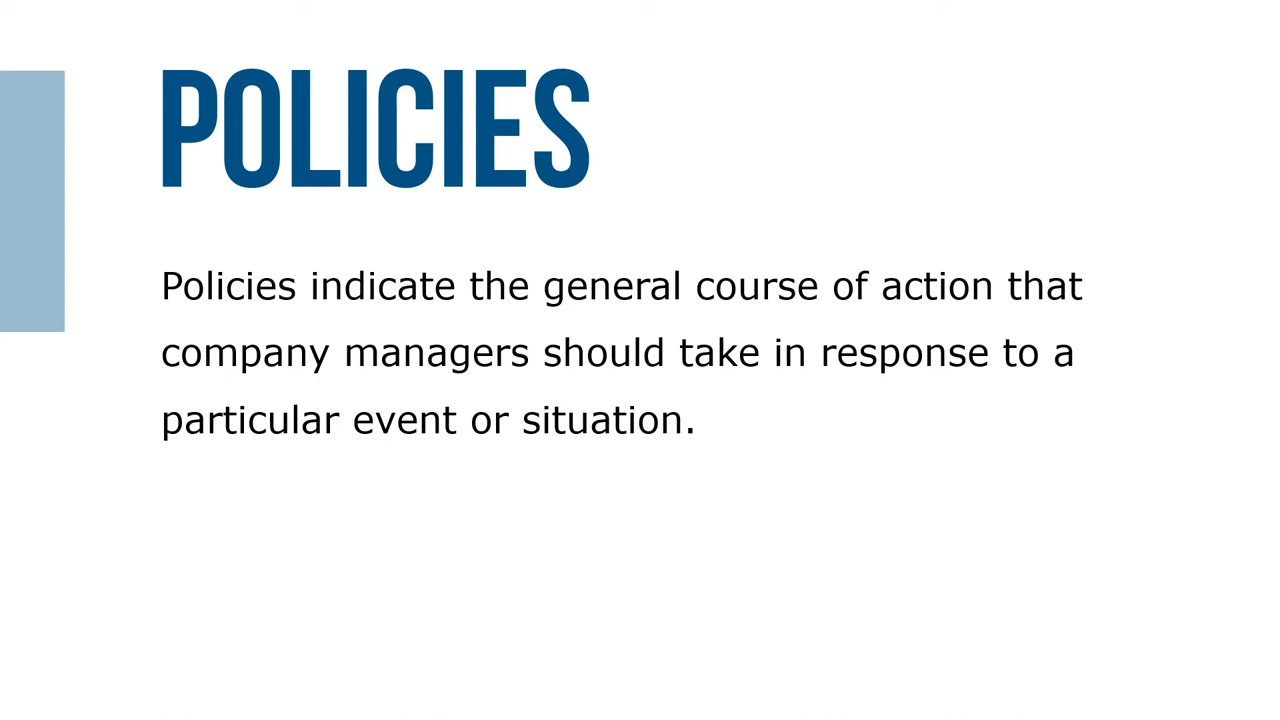 POLICIES
Policies indicate the general course of action that
company managers should take in response to a
particular event or situation.